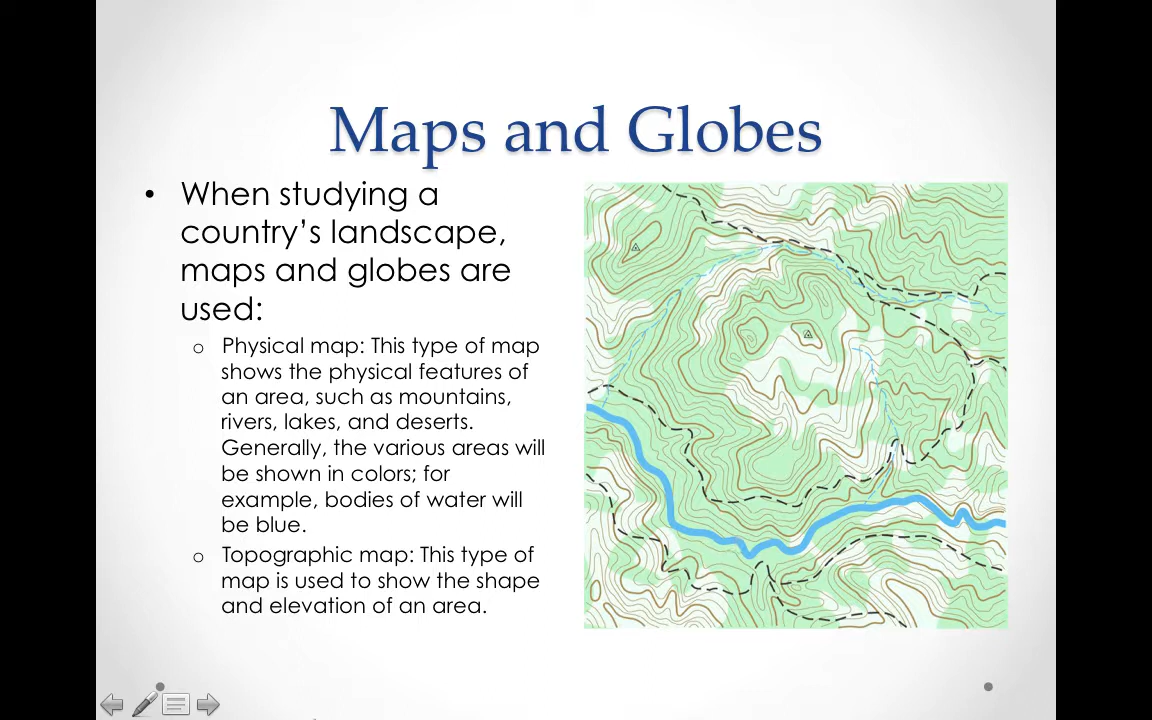 Maps and Globes
• When studying a
country’s landscape,
maps and globes are
used:
o Physical map: This type of map
shows the physical features of
an area, such as mountains,
rivers, lakes, and deserts.
Generally, the various areas will
be shown in colors; for
example, bodies of water will
be blue.
o Topographic map: This type of
map is used to show the shape
and elevation of an area.